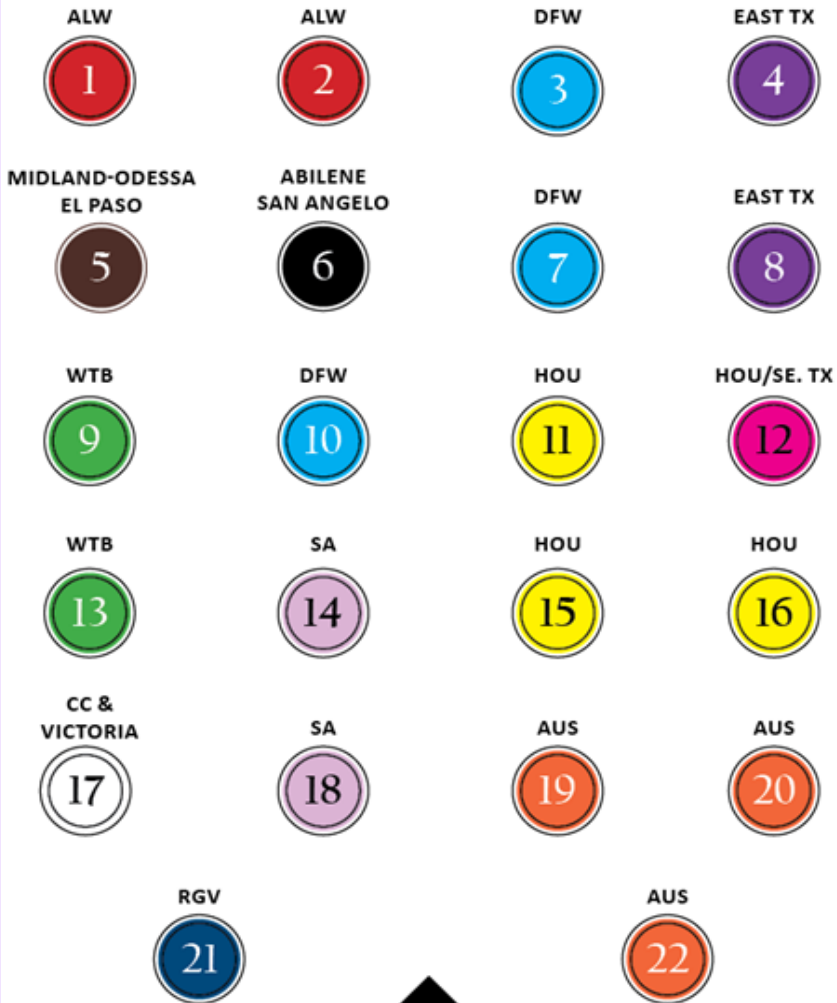 ALW
ALW
DFW
EAST TX
1
2
3
4
MIDLAND-ODESSA
EL PASO
ABILENE
SAN ANGELO
DFW
EAST TX
5
6
7
8
WTB
DFW
HOU
HOU/SE. TX
9
10
11
12
WTB
SA
HOU
HOU
13
14
15
16
CC &
VICTORIA
SA
AUS
AUS
17
18
19
20
RGV
AUS
21
22